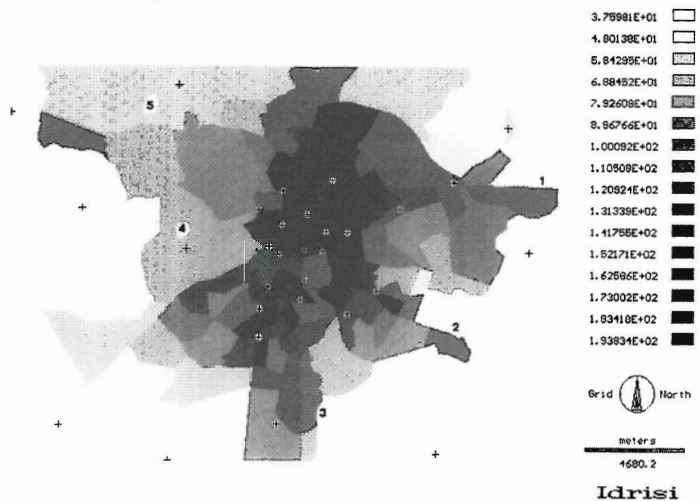 3.75981E+01
4.80138E+01
5.84295E+01
6.88452E+01
7.92608E+01
8.96766E+01
1.00092E+02
1.10508E+02
1.20924E+02
1.31339E+02
1.41755E+02
1.52171E+02
1.62586E+02
1.73002E+02
1.83418E+02
1.93834E+02
5
1
4
2
3
Grid North
meters
4680.2
Idrisi